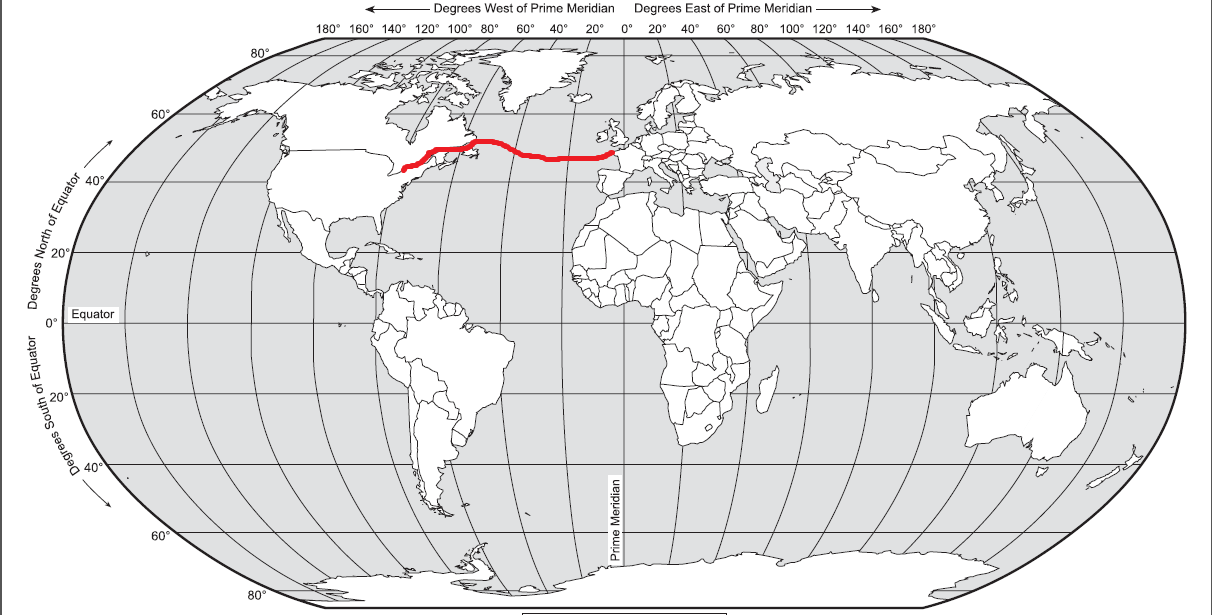 Degrees West of Prime Meridian Degrees East of Prime Meridian
180° 160° 140° 120° 100° 80° 60° 40° 20° 0° 20° 40° 60° 80° 100° 120° 140° 160° 180°
80°
60°
40°
Degrees North of Equator
20°
Equator
0°
Degrees South of Equator
20°
40°
Prime Meridian
60°
80°